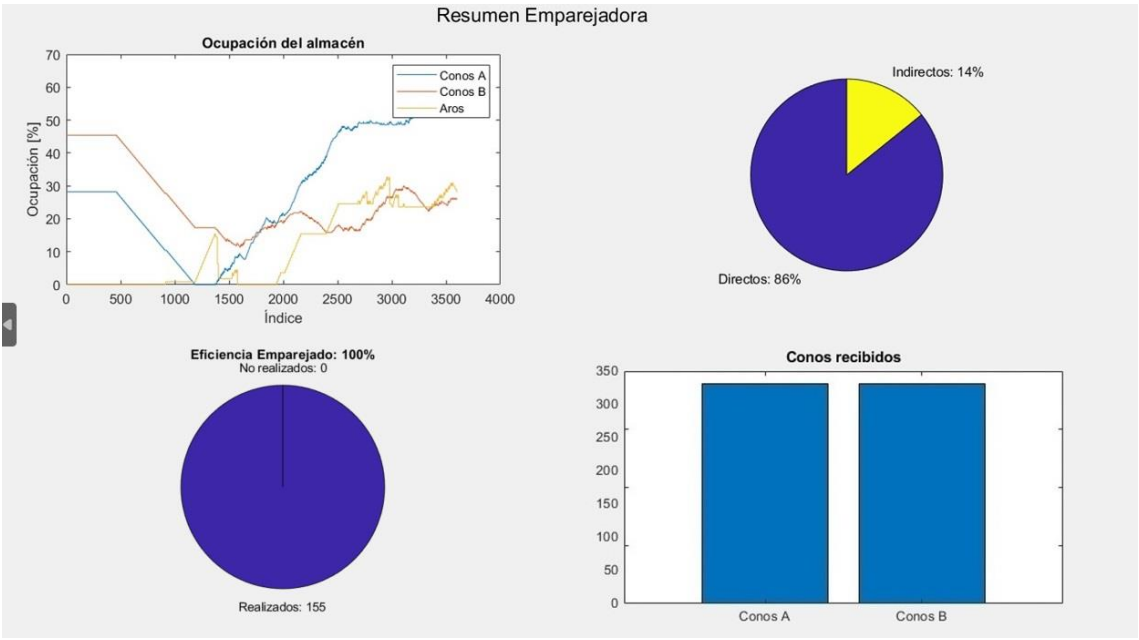 Resumen Emparejadora
Ocupación del almacén
Ocupación [%]
70
60
50
40
30
20
10
0
0 500 1000 1500 2000 2500 3000 3500 4000
Índice
Conos A
Conos B
Aros
Indirectos: 14%
Directos: 86%
Eficiencia Emparejado: 100%
No realizados: 0
Realizados: 155
Conos recibidos
350
300
250
200
150
100
50
0
Conos A Conos B